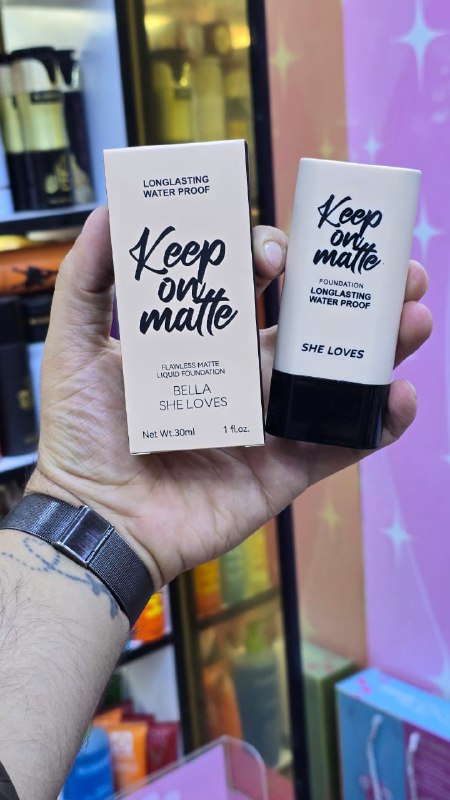 LONGLASTING
WATER PROOF
Keep
on
matte
FLAWLESS MATTE
LIQUID FOUNDATION
BELLA
SHE LOVES
Net Wt.30ml 1 fl.oz.
Keep
on
matte
FOUNDATION
LONGLASTING
WATER PROOF
SHE LOVES